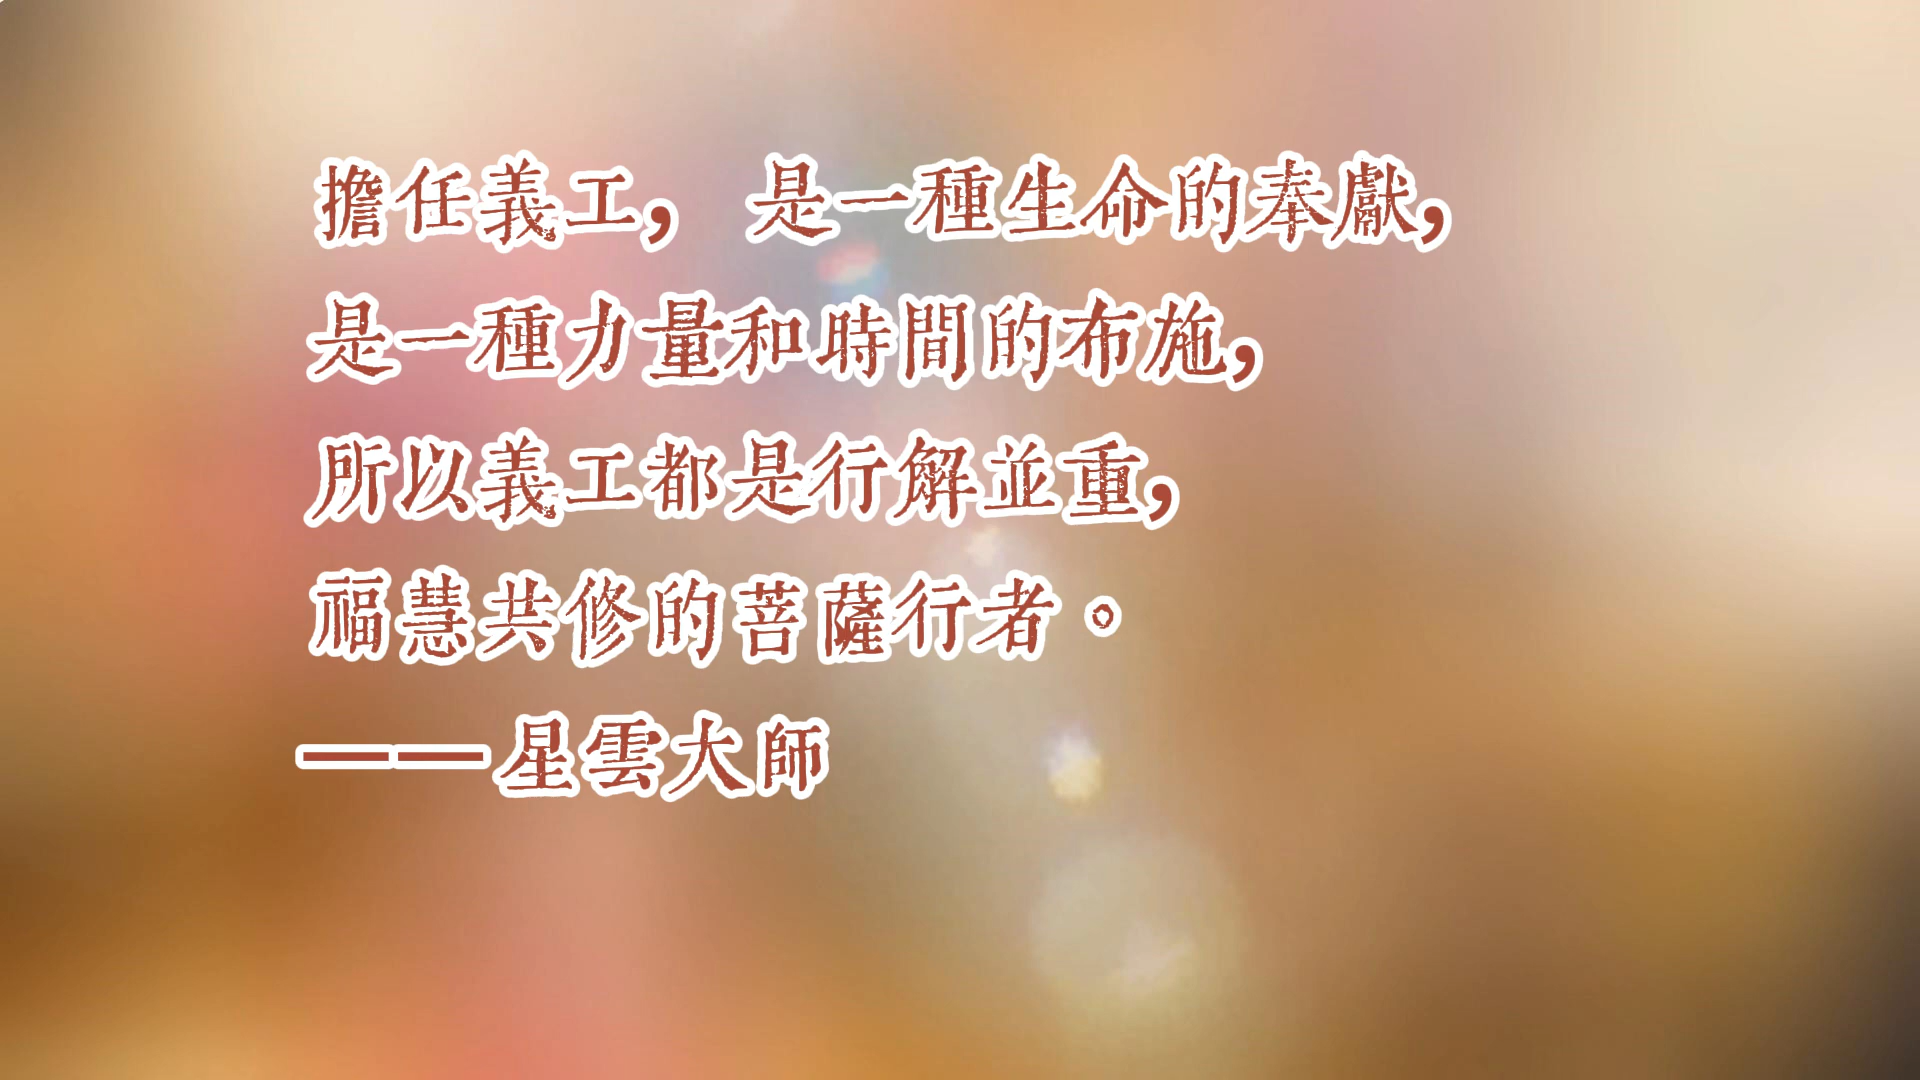 擔任義工, 是一種生命的奉獻,
是一種力量和時間的布施,
所以義工都是行解並重,
福慧共修的菩薩行者。
——星雲大師